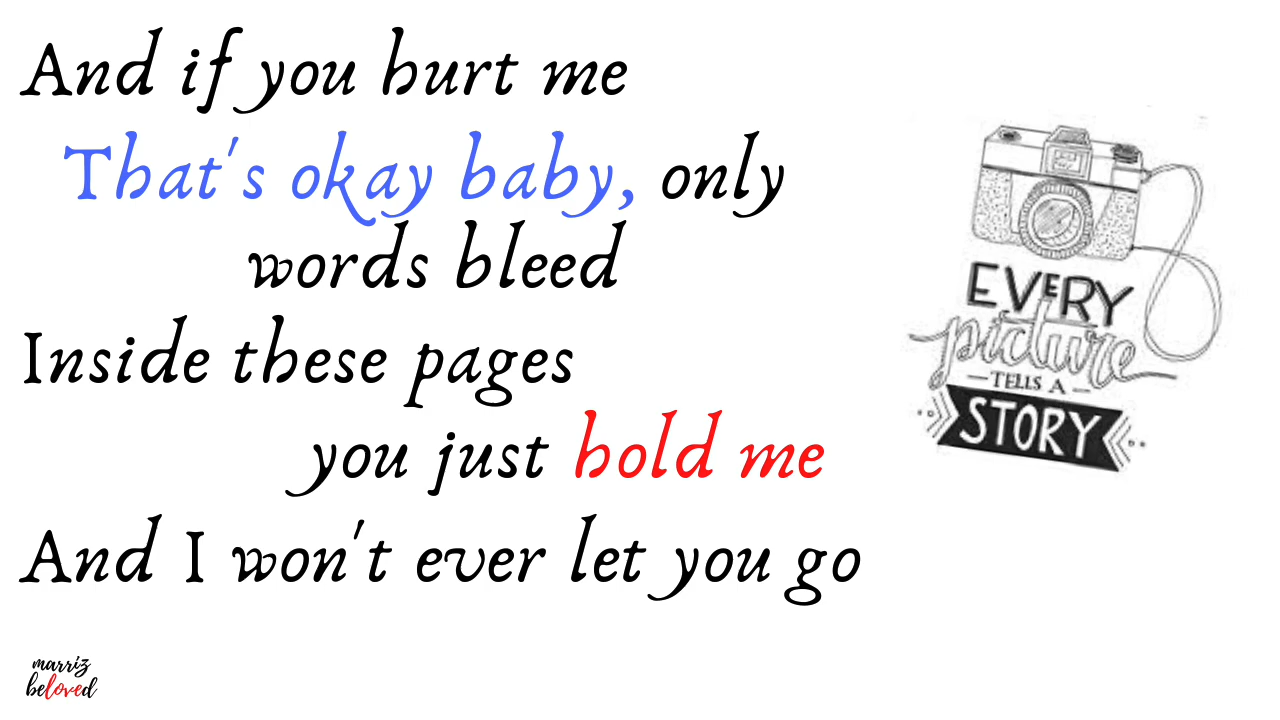 And if you hurt me
That's okay baby, only
words bleed
Inside these pages
you just hold me
And I won't ever let you go
EVERY
picture
TELLS A
STORY
marriz
beloved